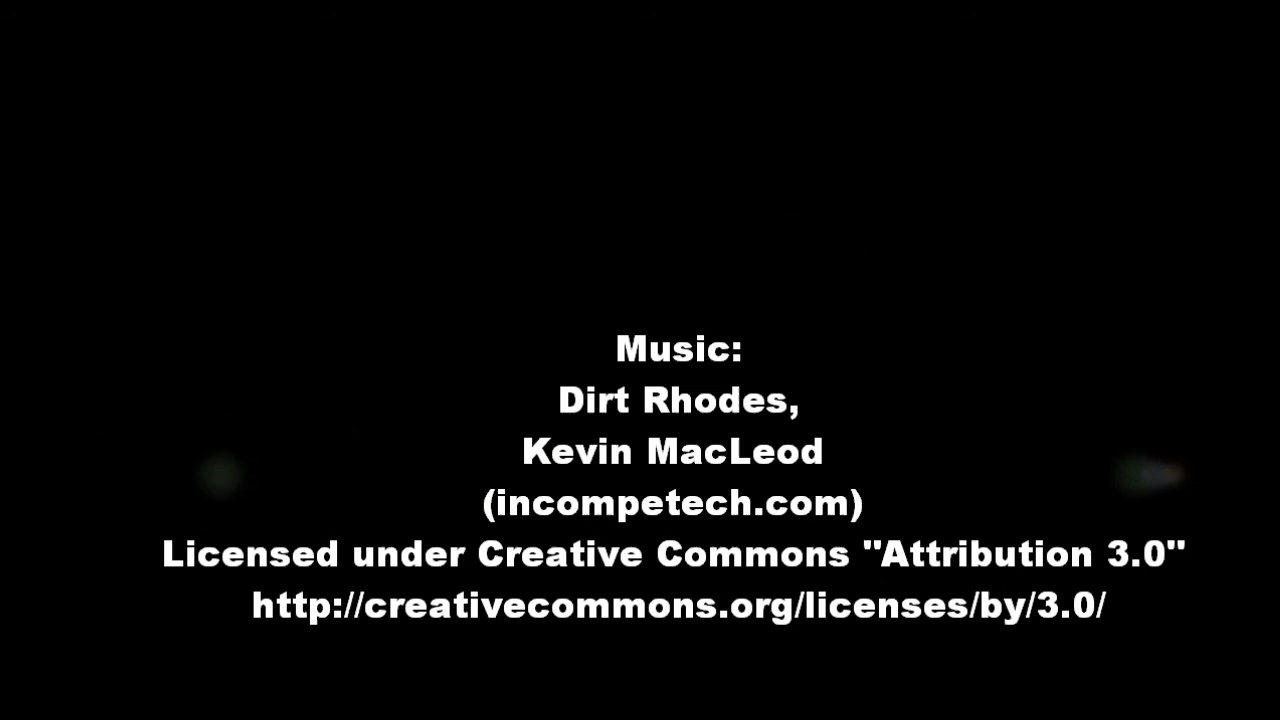 Music:
Dirt Rhodes,
Kevin MacLeod
(incompetech.com)
Licensed under Creative Commons "Attribution 3.0"
http://creativecommons.org/licenses/by/3.0/